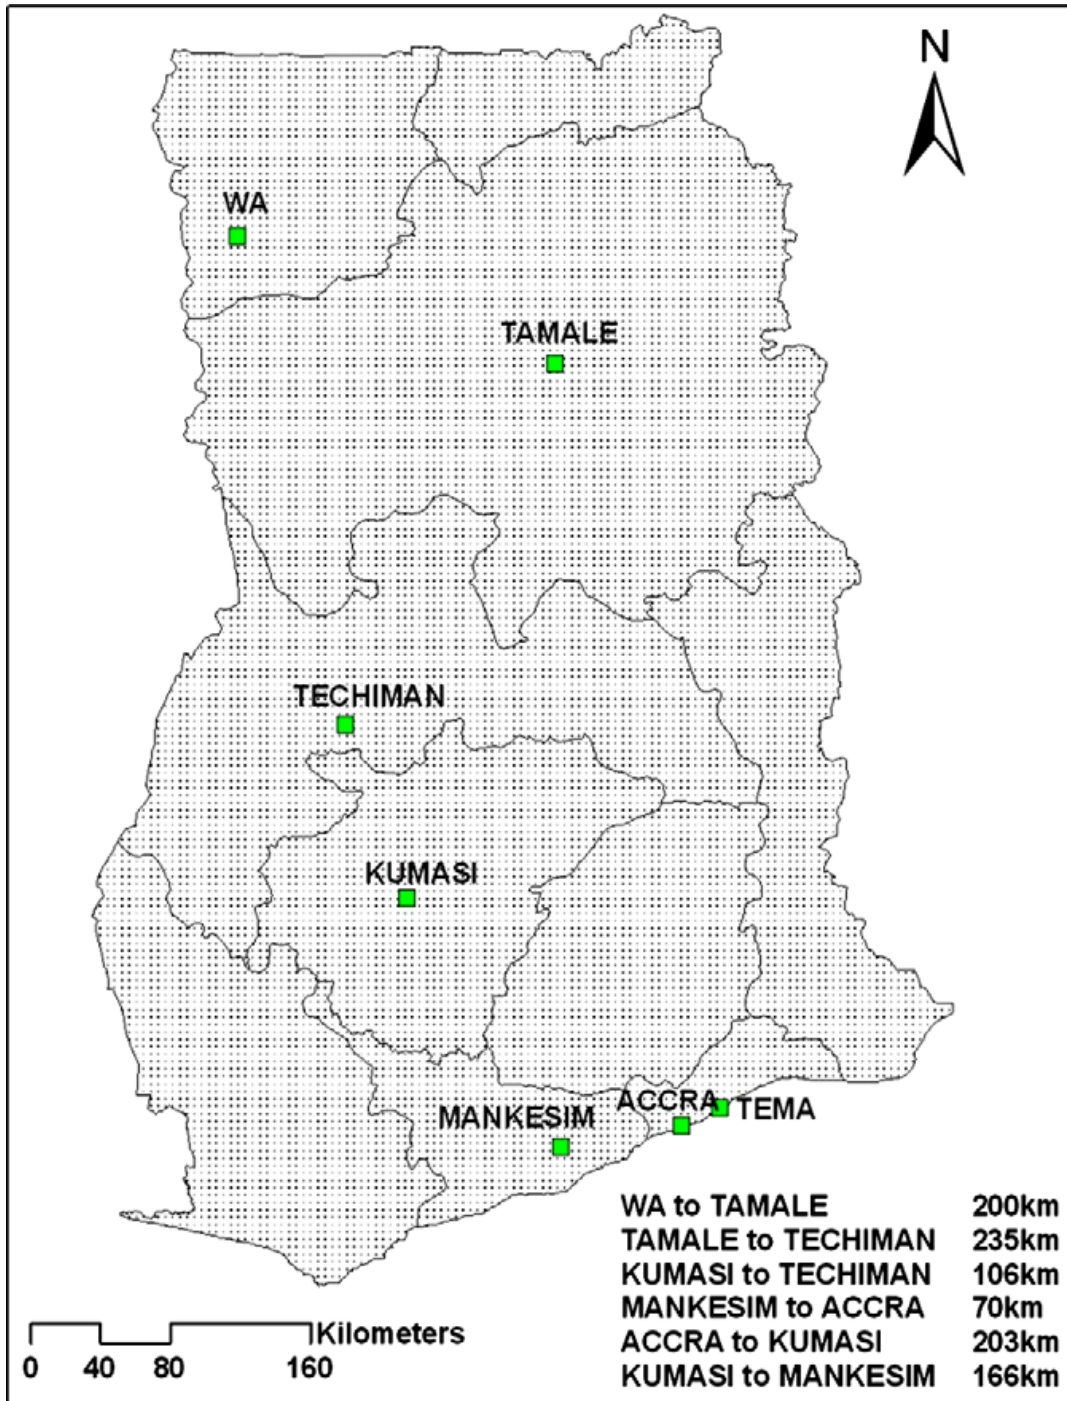 N
WA
TAMALE
TECHIMAN
KUMASI
ACCRA
TEMA
MANKESIM
WA to TAMALE 200km
TAMALE to TECHIMAN 235km
KUMASI to TECHIMAN 106km
MANKESIM to ACCRA 70km
ACCRA to KUMASI 203km
KUMASI to MANKESIM 166km
Kilometers
0 40 80 160